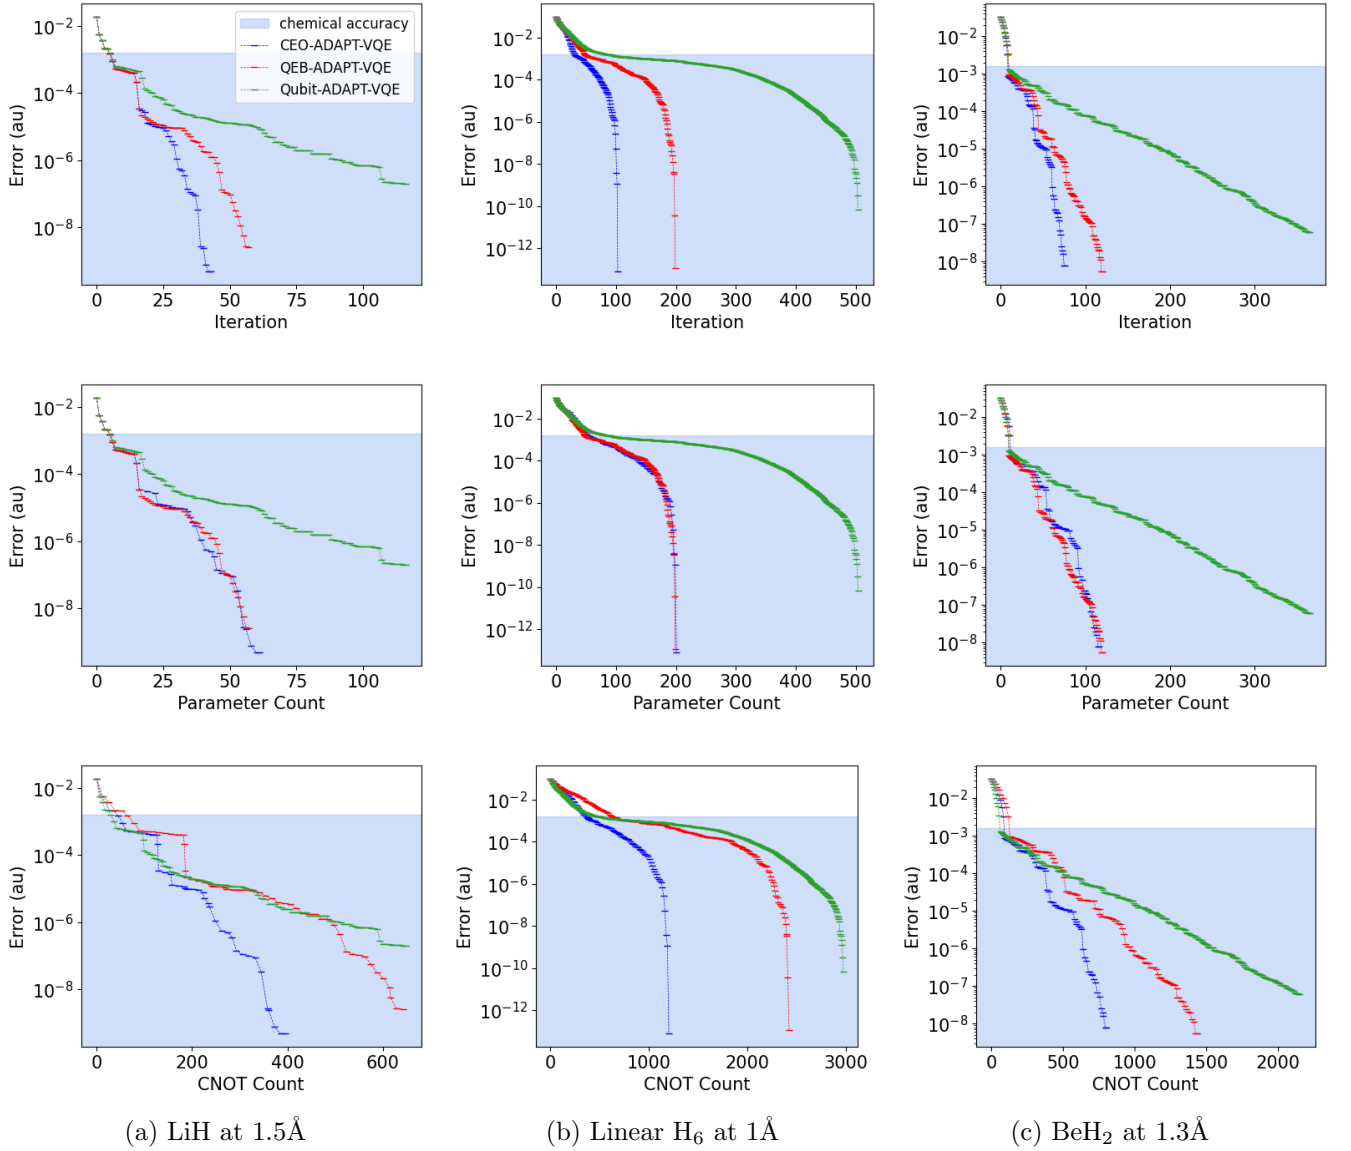 chemical accuracy
CEO-ADAPT-VQE
QEB-ADAPT-VQE
Qubit-ADAPT-VQE
Error (au)
10⁻²
10⁻⁴
10⁻⁶
10⁻⁸
0 25 50 75 100
Iteration
Error (au)
10⁻²
10⁻⁴
10⁻⁶
10⁻⁸
10⁻¹⁰
10⁻¹²
0 100 200 300 400 500
Iteration
Error (au)
10⁻²
10⁻³
10⁻⁴
10⁻⁵
10⁻⁶
10⁻⁷
10⁻⁸
0 100 200 300
Iteration
Error (au)
10⁻²
10⁻⁴
10⁻⁶
10⁻⁸
0 25 50 75 100
Parameter Count
Error (au)
10⁻²
10⁻⁴
10⁻⁶
10⁻⁸
10⁻¹⁰
10⁻¹²
0 100 200 300 400 500
Parameter Count
Error (au)
10⁻²
10⁻³
10⁻⁴
10⁻⁵
10⁻⁶
10⁻⁷
10⁻⁸
0 100 200 300
Parameter Count
Error (au)
10⁻²
10⁻⁴
10⁻⁶
10⁻⁸
0 200 400 600
CNOT Count
Error (au)
10⁻²
10⁻⁴
10⁻⁶
10⁻⁸
10⁻¹⁰
10⁻¹²
0 1000 2000 3000
CNOT Count
Error (au)
10⁻²
10⁻³
10⁻⁴
10⁻⁵
10⁻⁶
10⁻⁷
10⁻⁸
0 500 1000 1500 2000
CNOT Count
(a) LiH at 1.5Å
(b) Linear H₆ at 1Å
(c) BeH₂ at 1.3Å